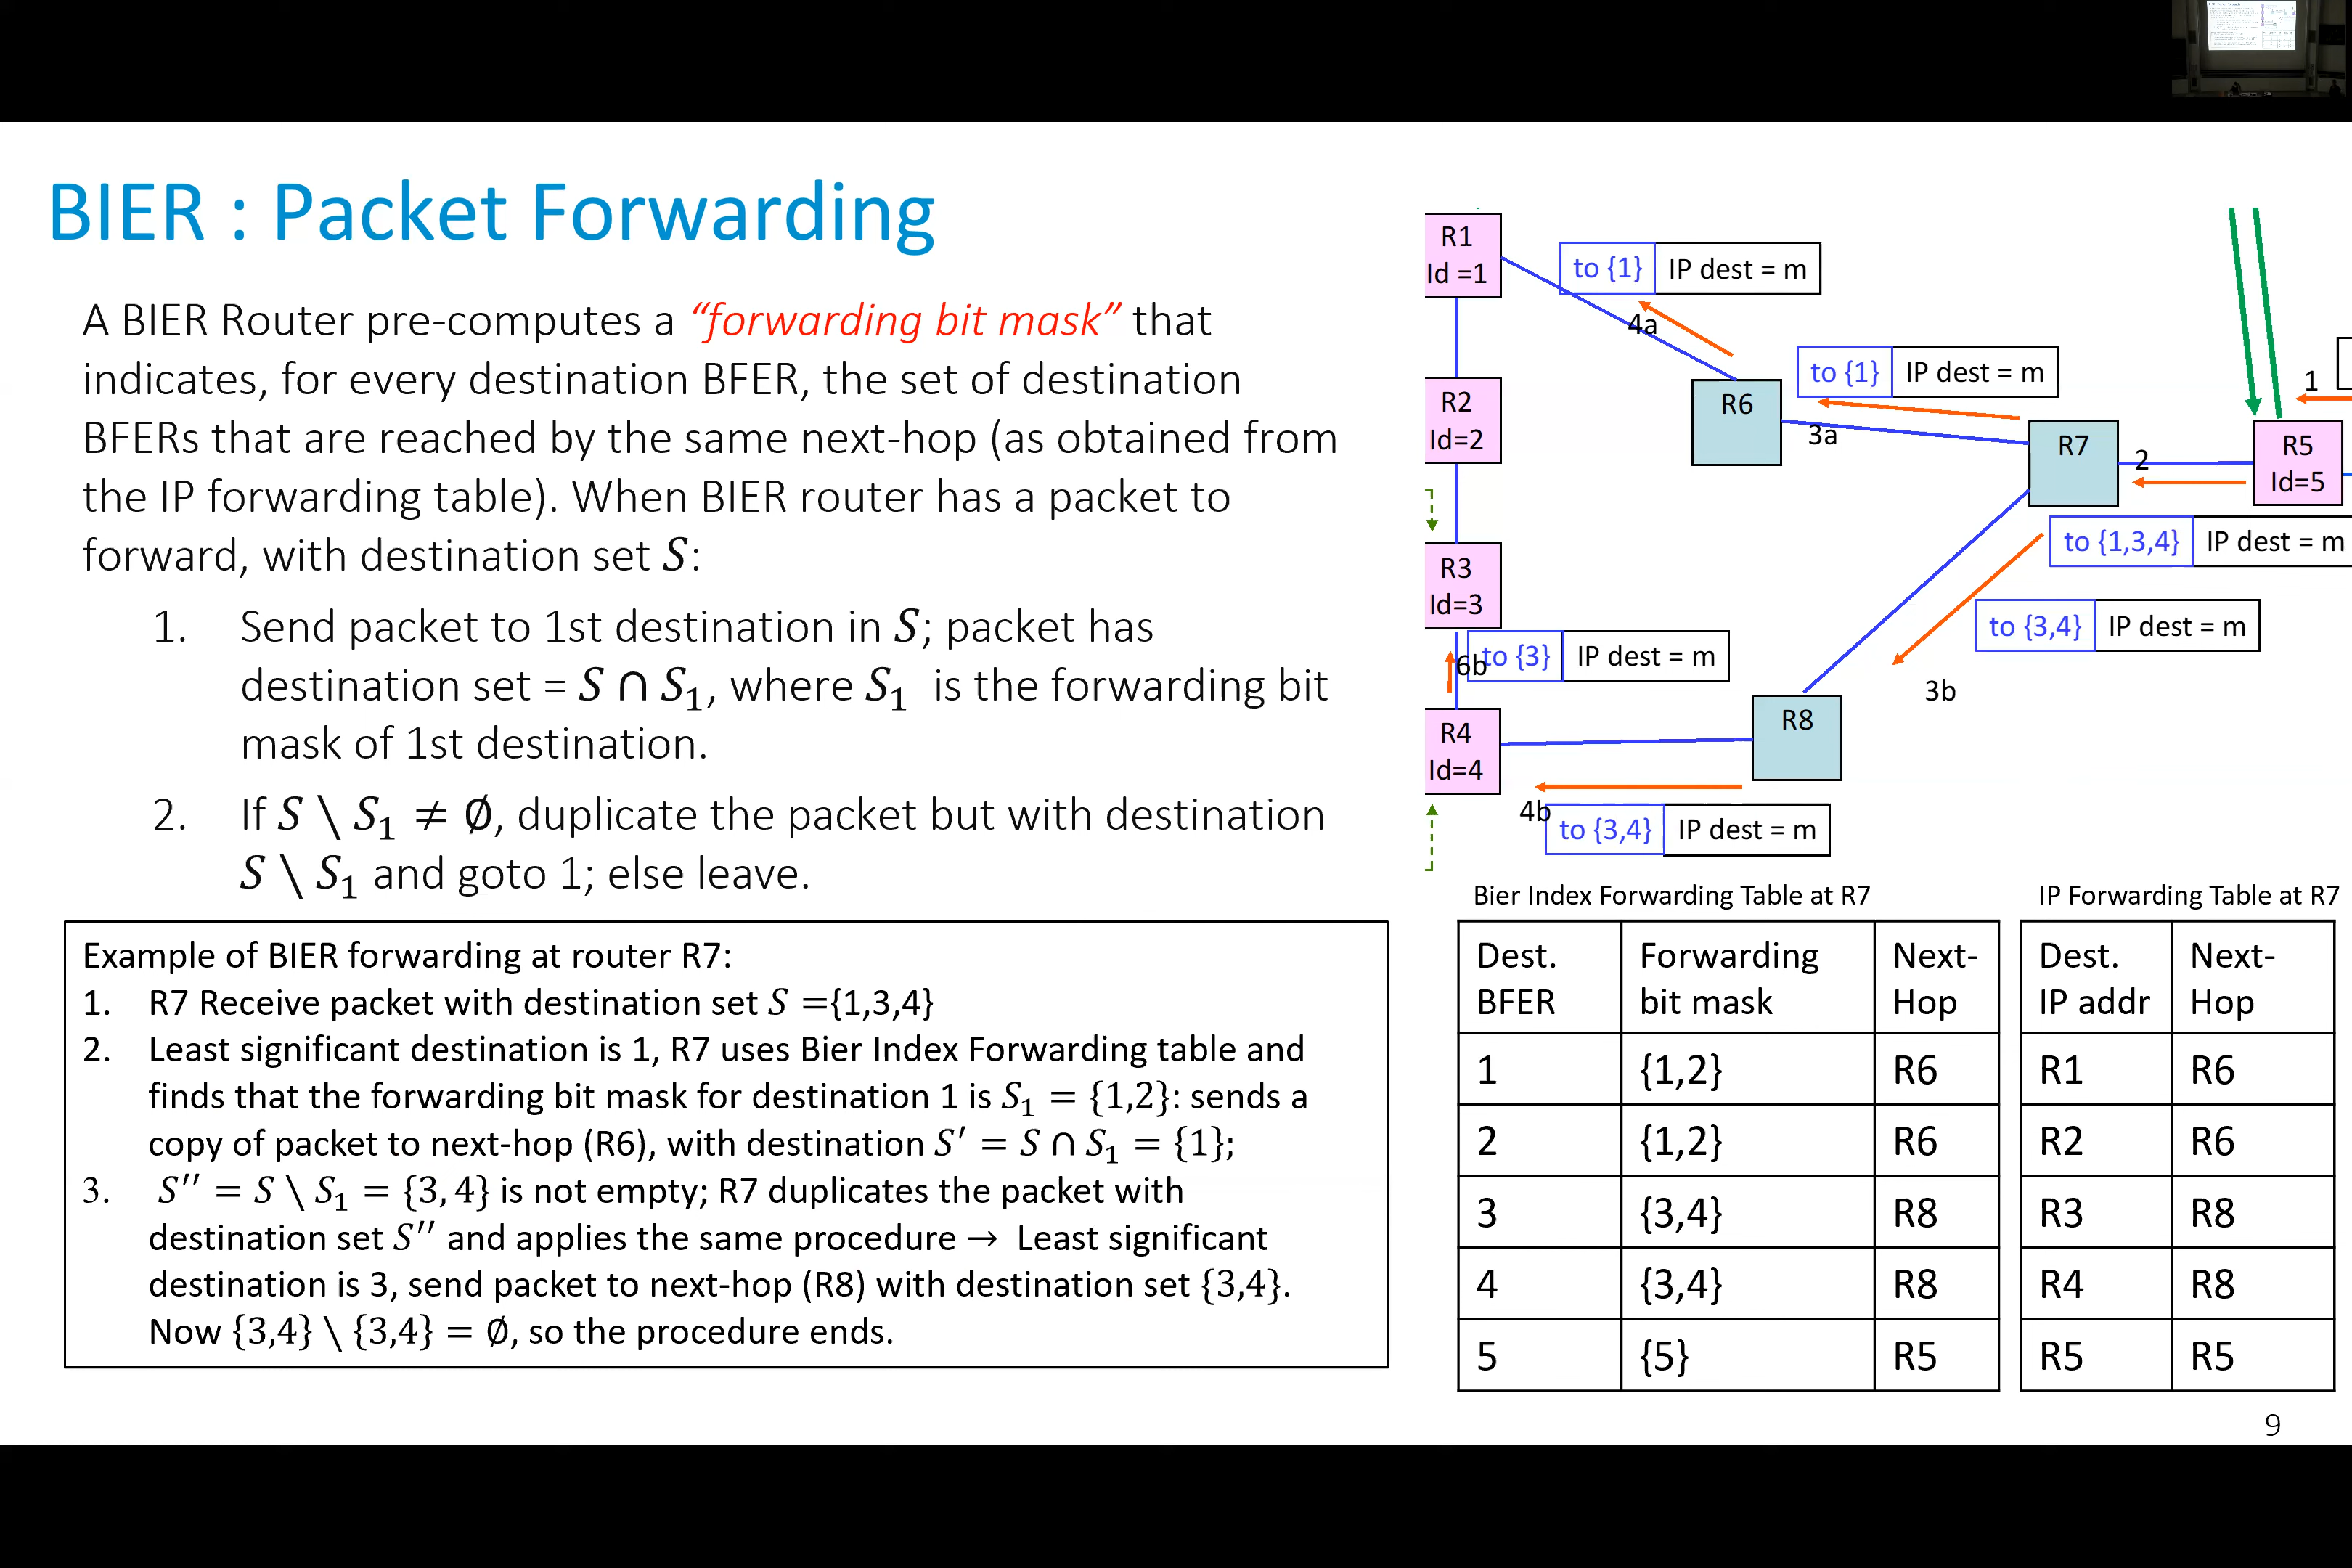 BIER : Packet Forwarding
A BIER Router pre-computes a “forwarding bit mask” that
indicates, for every destination BFER, the set of destination
BFERs that are reached by the same next-hop (as obtained from
the IP forwarding table). When BIER router has a packet to
forward, with destination set S:
1. Send packet to 1st destination in S; packet has
destination set = S ∩ S₁, where S₁ is the forwarding bit
mask of 1st destination.
2. If S \ S₁ ≠ ∅, duplicate the packet but with destination
S \ S₁ and goto 1; else leave.
Example of BIER forwarding at router R7:
1. R7 Receive packet with destination set S ={1,3,4}
2. Least significant destination is 1, R7 uses Bier Index Forwarding table and
finds that the forwarding bit mask for destination 1 is S₁ = {1,2}: sends a
copy of packet to next-hop (R6), with destination S′ = S ∩ S₁ = {1};
3. S′′ = S \ S₁ = {3, 4} is not empty; R7 duplicates the packet with
destination set S′′ and applies the same procedure → Least significant
destination is 3, send packet to next-hop (R8) with destination set {3,4}.
Now {3,4} \ {3,4} = ∅, so the procedure ends.
R1
Id =1
to {1} IP dest = m
4a
to {1} IP dest = m
1
R2
Id=2
R6
3a
R7
2
R5
Id=5
to {1,3,4} IP dest = m
R3
Id=3
to {3,4} IP dest = m
6b
to {3} IP dest = m
3b
R4
Id=4
R8
4b
to {3,4} IP dest = m
Bier Index Forwarding Table at R7
Dest. BFER Forwarding bit mask Next-Hop
1 {1,2} R6
2 {1,2} R6
3 {3,4} R8
4 {3,4} R8
5 {5} R5
IP Forwarding Table at R7
Dest. IP addr Next-Hop
R1 R6
R2 R6
R3 R8
R4 R8
R5 R5
9